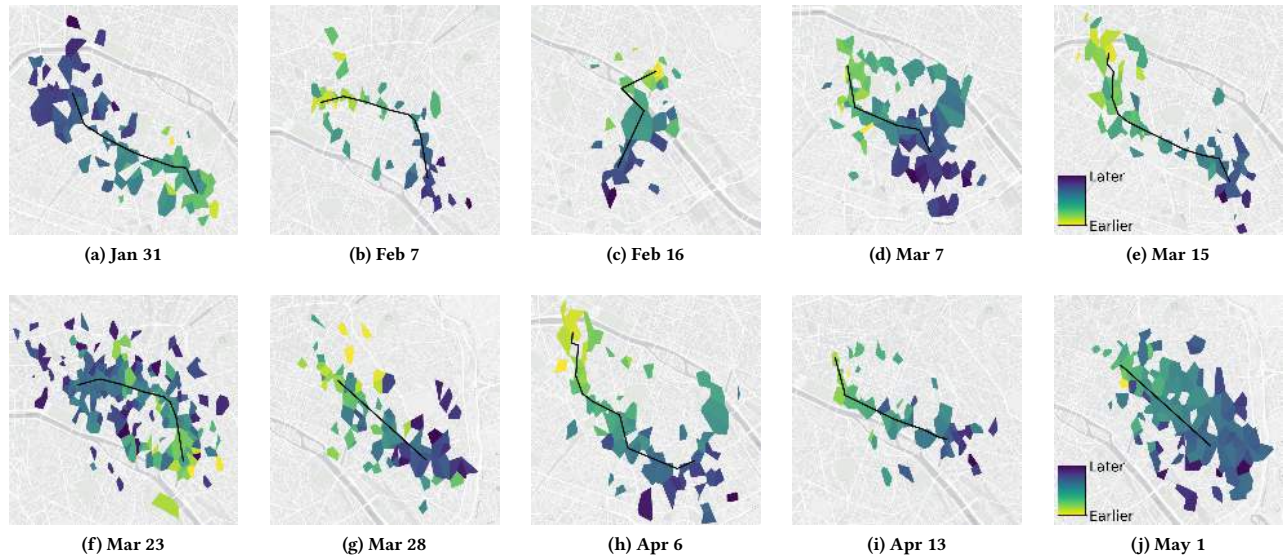 Later
Earlier
(a) Jan 31
(b) Feb 7
(c) Feb 16
(d) Mar 7
(e) Mar 15
Later
Earlier
(f) Mar 23
(g) Mar 28
(h) Apr 6
(i) Apr 13
(j) May 1